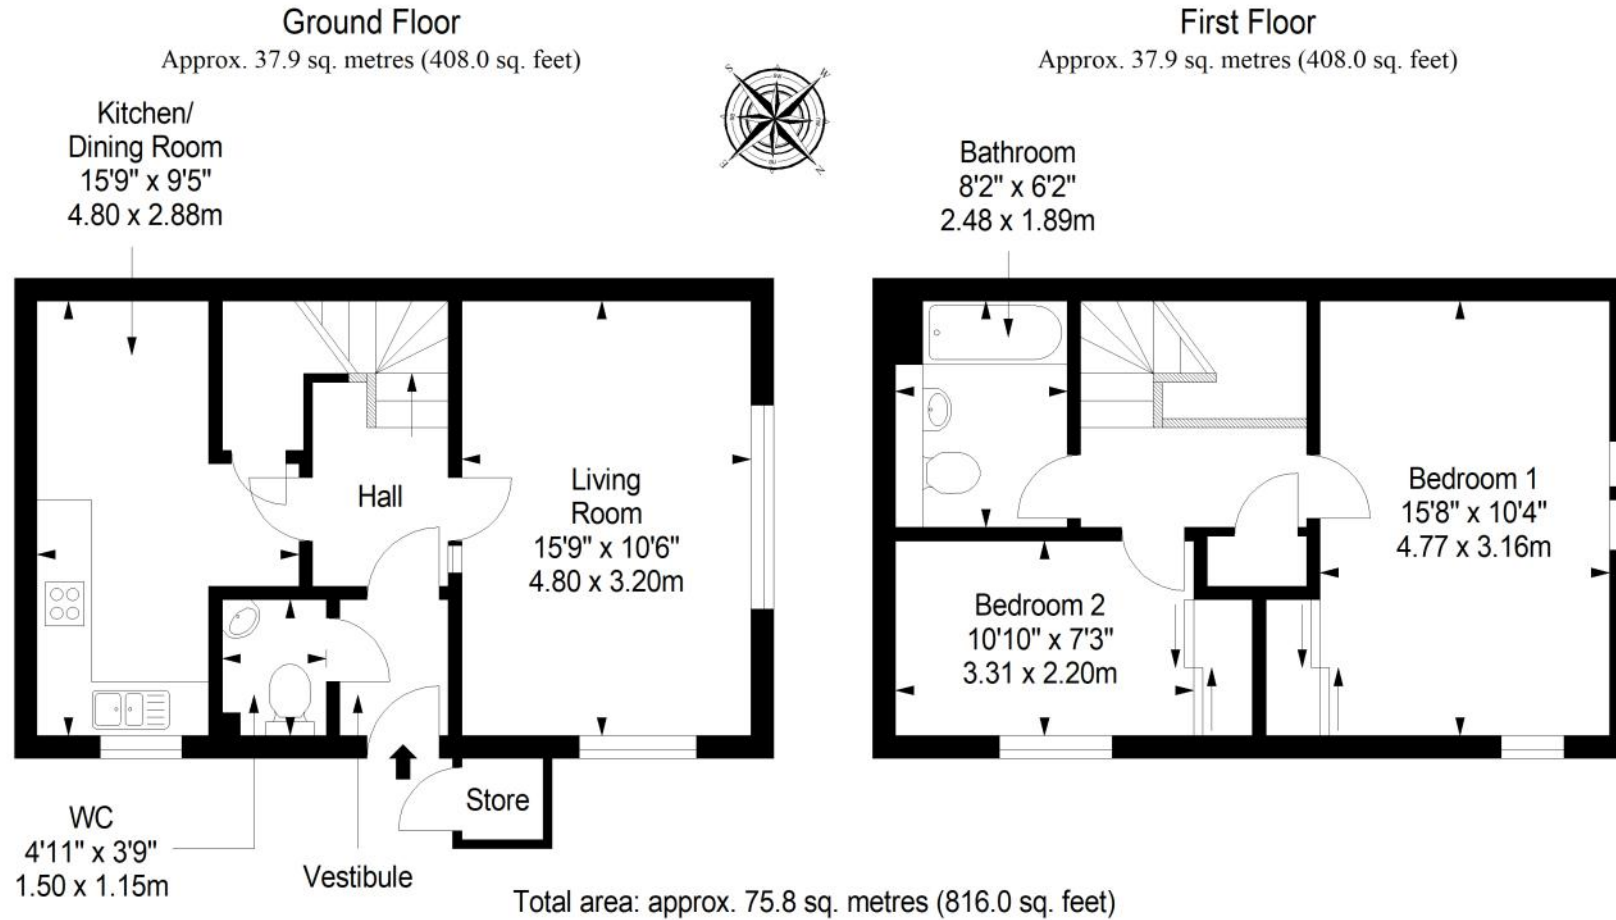 Ground Floor
Approx. 37.9 sq. metres (408.0 sq. feet)
Kitchen/
Dining Room
15'9" x 9'5"
4.80 x 2.88m
Hall
Living
Room
15'9" x 10'6"
4.80 x 3.20m
WC
4'11" x 3'9"
1.50 x 1.15m
Vestibule
Store
S
W
E
N
First Floor
Approx. 37.9 sq. metres (408.0 sq. feet)
Bathroom
8'2" x 6'2"
2.48 x 1.89m
Bedroom 1
15'8" x 10'4"
4.77 x 3.16m
Bedroom 2
10'10" x 7'3"
3.31 x 2.20m
Total area: approx. 75.8 sq. metres (816.0 sq. feet)